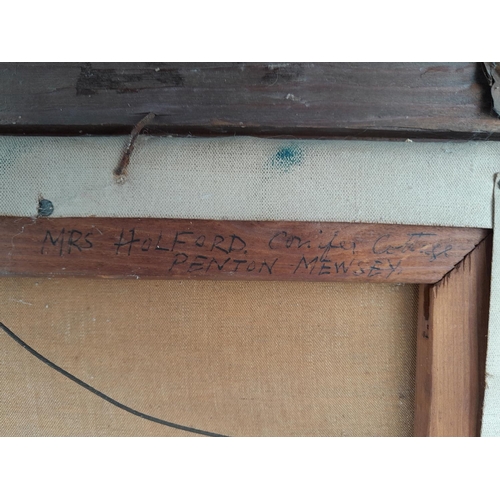 MRS HOLFORD, Conifer Cottage
PENTON MEWSEY